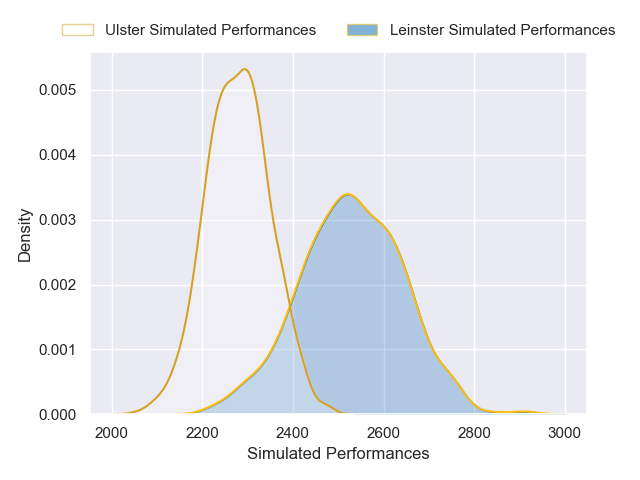 Ulster Simulated Performances Leinster Simulated Performances
0.005
0.004
0.003
0.002
0.001
0.000
Density
2000 2200 2400 2600 2800 3000
Simulated Performances